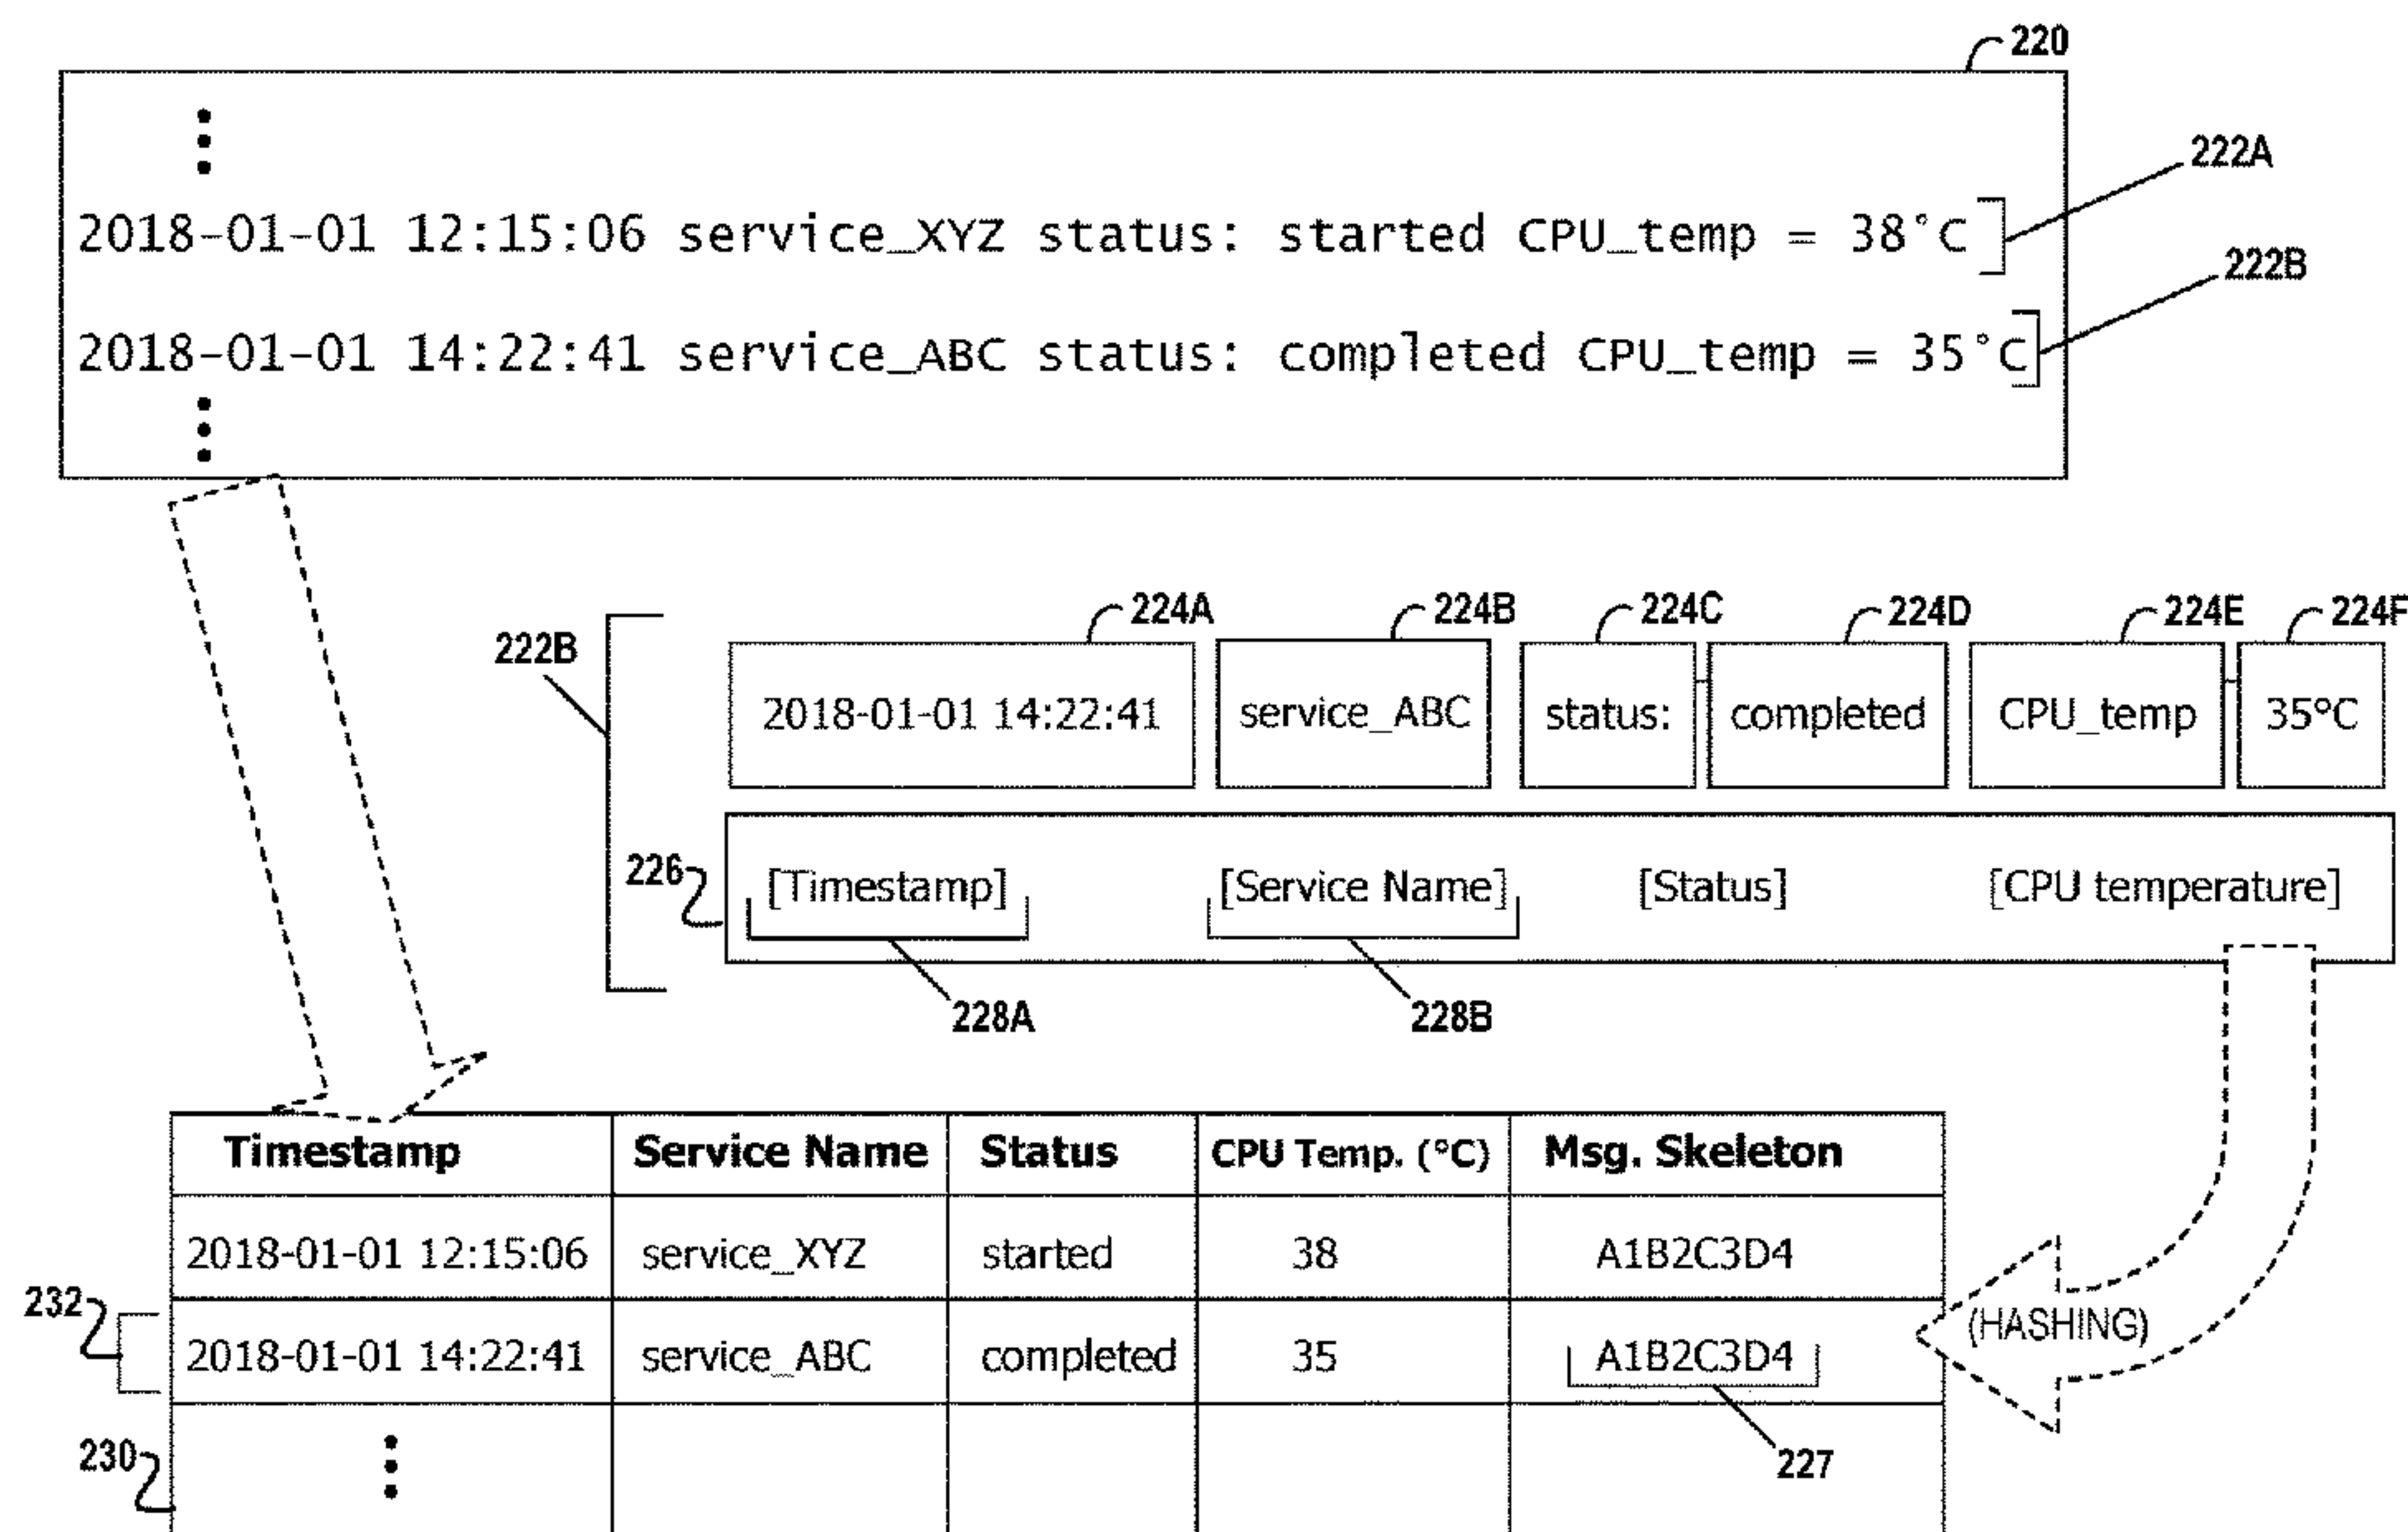 220
222A
2018-01-01 12:15:06 service_XYZ status: started CPU_temp = 38°C
222B
2018-01-01 14:22:41 service_ABC status: completed CPU_temp = 35°C
224A 224B 224C 224D 224E 224F
222B
2018-01-01 14:22:41 service_ABC status: completed CPU_temp 35°C
226 [Timestamp] [Service Name] [Status] [CPU temperature]
228A 228B
Timestamp Service Name Status CPU Temp. (°C) Msg. Skeleton
2018-01-01 12:15:06 service_XYZ started 38 A1B2C3D4
232
(HASHING)
2018-01-01 14:22:41 service_ABC completed 35 A1B2C3D4
230
227